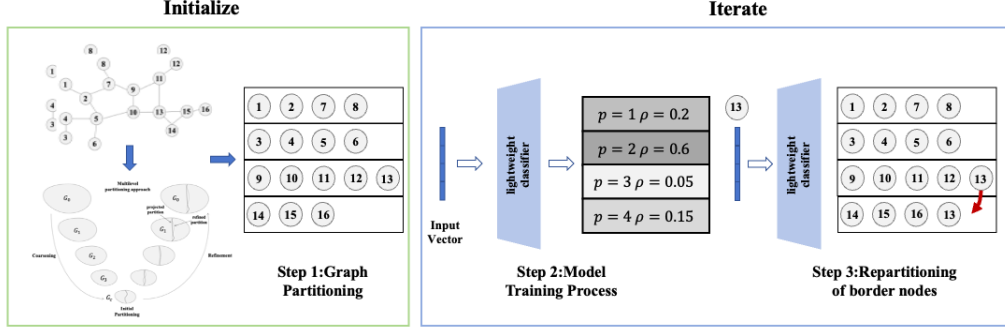 Initialize
Iterate
8
12
1
8
12
7
11
1
9
2
4
5
10
13
15
16
4
3
14
3
6
Multilevel
partitioning approach
G₀
G₀
projected
partition
refined
partition
G₁
G₁
Coarsening
G₂
Refinement
G₃
G₄
Initial
Partitioning
1 2 7 8
3 4 5 6
9 10 11 12 13
14 15 16
Step 1:Graph
Partitioning
Input
Vector
lightweight
classifier
p = 1 ρ = 0.2
p = 2 ρ = 0.6
p = 3 ρ = 0.05
p = 4 ρ = 0.15
Step 2:Model
Training Process
13
lightweight
classifier
1 2 7 8
3 4 5 6
9 10 11 12 13
14 15 16 13
Step 3:Repartitioning
of border nodes